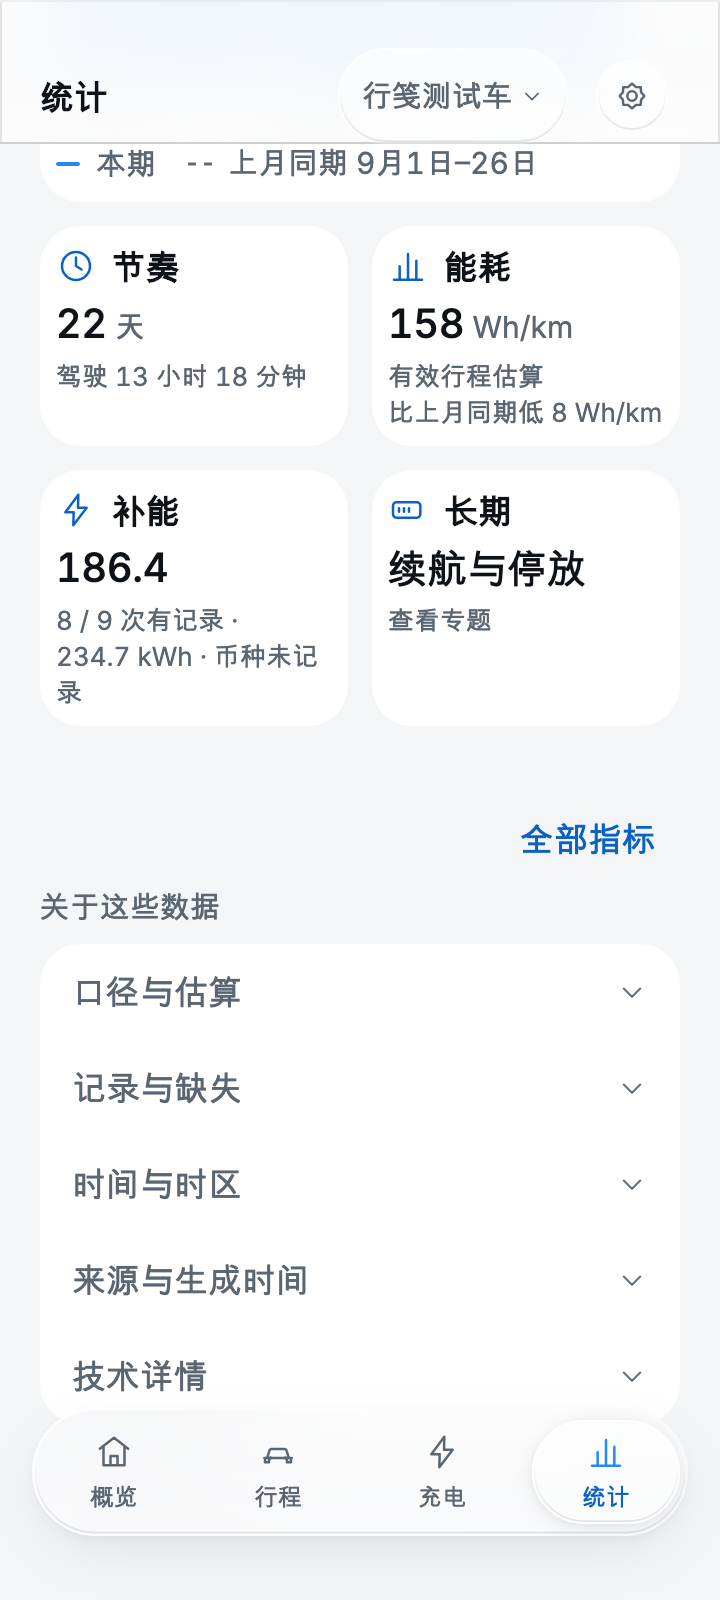 统计
行笺测试车
本期 -- 上月同期 9月1日–26日
节奏
22 天
驾驶 13 小时 18 分钟
能耗
158 Wh/km
有效行程估算
比上月同期低 8 Wh/km
补能
186.4
8 / 9 次有记录 ·
234.7 kWh · 币种未记
录
长期
续航与停放
查看专题
全部指标
关于这些数据
口径与估算
记录与缺失
时间与时区
来源与生成时间
技术详情
概览
行程
充电
统计